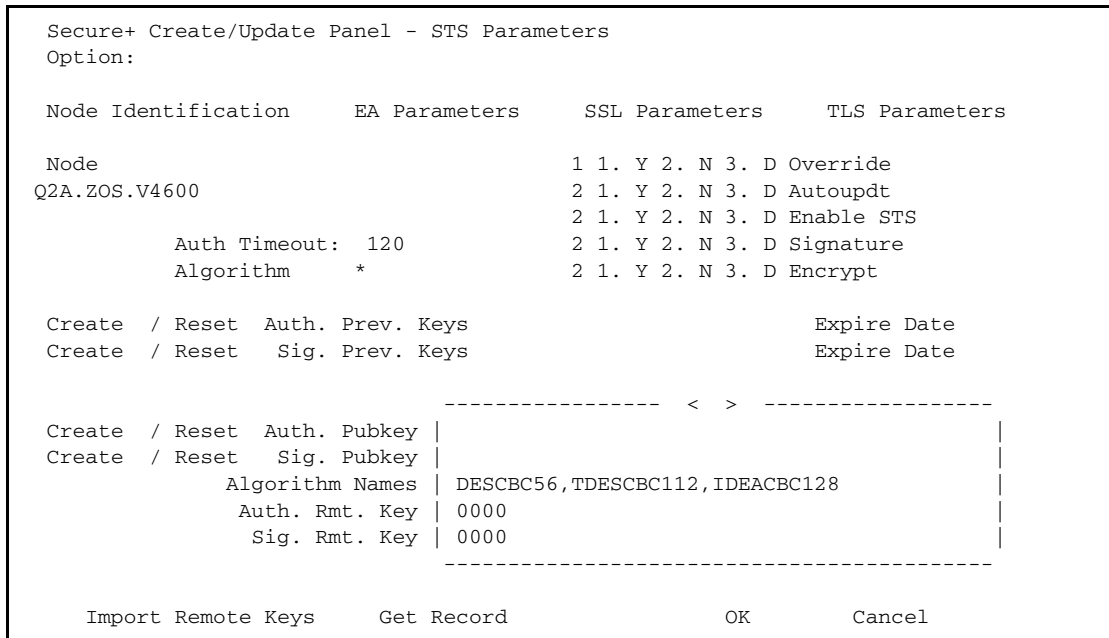 Secure+ Create/Update Panel - STS Parameters
Option:
Node Identification EA Parameters SSL Parameters TLS Parameters
Node 1 1. Y 2. N 3. D Override
Q2A.ZOS.V4600 2 1. Y 2. N 3. D Autoupdt
2 1. Y 2. N 3. D Enable STS
Auth Timeout: 120 2 1. Y 2. N 3. D Signature
Algorithm * 2 1. Y 2. N 3. D Encrypt
Create / Reset Auth. Prev. Keys Expire Date
Create / Reset Sig. Prev. Keys Expire Date
----------------- < > ------------------
Create / Reset Auth. Pubkey | |
Create / Reset Sig. Pubkey | |
Algorithm Names | DESCBC56,TDESCBC112,IDEACBC128 |
Auth. Rmt. Key | 0000 |
Sig. Rmt. Key | 0000 |
-------------------------------------------
Import Remote Keys Get Record OK Cancel